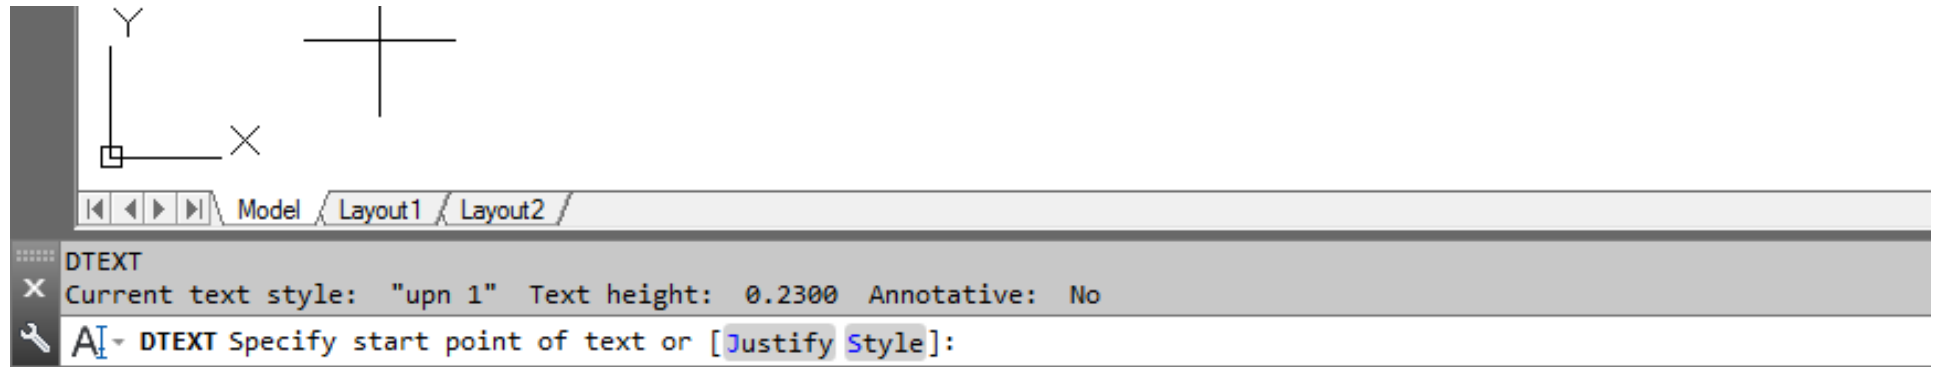 Y
X
Model Layout1 Layout2
DTEXT
Current text style: "upn 1" Text height: 0.2300 Annotative: No
DTEXT Specify start point of text or [Justify Style]: